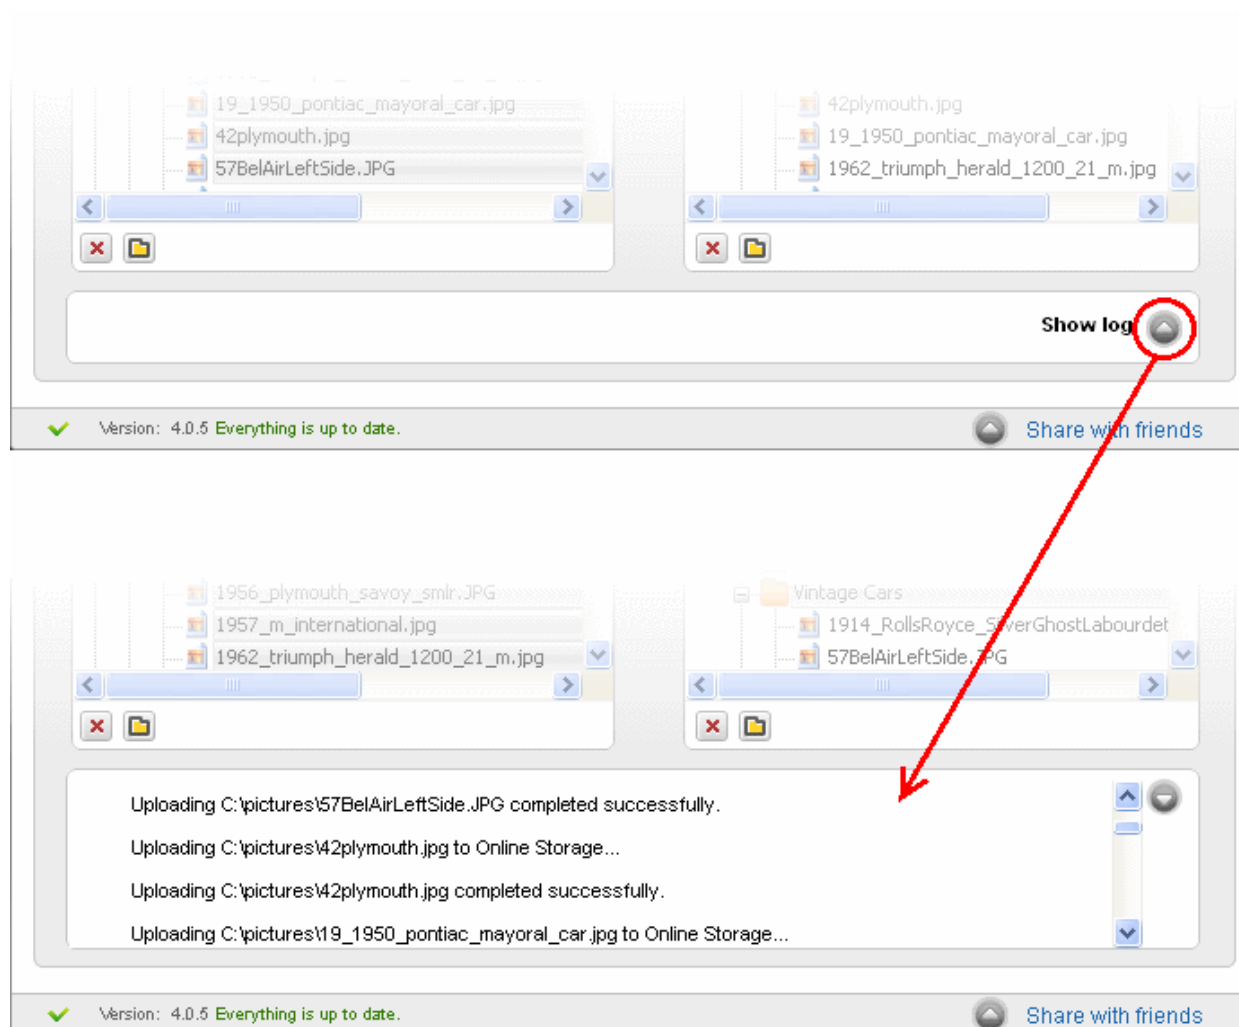 19_1950_pontiac_mayoral_car.jpg
42plymouth.jpg
57BelAirLeftSide.JPG
42plymouth.jpg
19_1950_pontiac_mayoral_car.jpg
1962_triumph_herald_1200_21_m.jpg
Show log
Version: 4.0.5 Everything is up to date.
Share with friends
1956_plymouth_savoy_smlr.JPG
1957_m_international.jpg
1962_triumph_herald_1200_21_m.jpg
Vintage Cars
1914_RollsRoyce_SilverGhostLabourdet
57BelAirLeftSide.JPG
Uploading C:\pictures\57BelAirLeftSide.JPG completed successfully.
Uploading C:\pictures\42plymouth.jpg to Online Storage...
Uploading C:\pictures\42plymouth.jpg completed successfully.
Uploading C:\pictures\19_1950_pontiac_mayoral_car.jpg to Online Storage...
Version: 4.0.5 Everything is up to date.
Share with friends